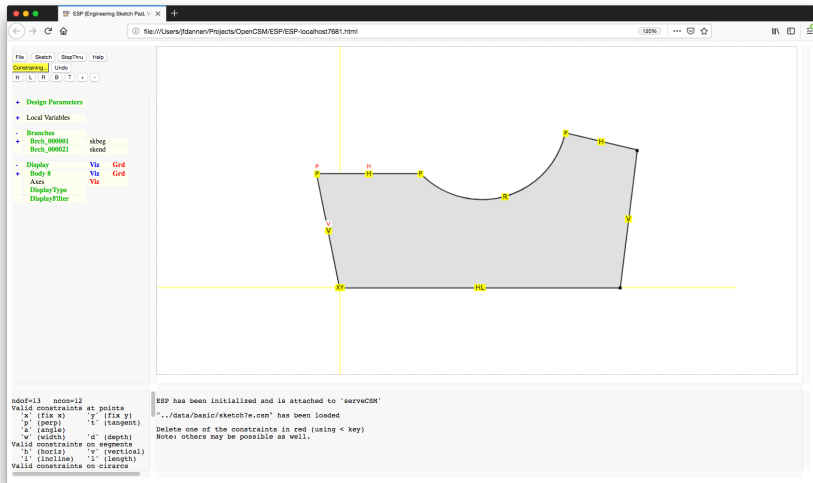 ESP (Engineering Sketch Pad, V
file:///Users/jfdannen/Projects/OpenCSM/ESP/ESP-localhost7681.html
120%
File Sketch StepThru Help
Constraining... Undo
H L R B T + -
+ Design Parameters
+ Local Variables
- Branches
+ Brch_000001 skbeg
Brch_000021 skend
- Display Viz Grd
+ Body 8 Viz Grd
Axes Viz
DisplayType
DisplayFilter
P H
P H P P H
R
V
V V
XY HL
ndof=13 ncon=12
Valid constraints at points
'x' (fix x) 'y' (fix y)
'p' (perp) 't' (tangent)
'a' (angle)
'w' (width) 'd' (depth)
Valid constraints on segments
'h' (horiz) 'v' (vertical)
'i' (incline) 'l' (length)
Valid constraints on cirarcs
ESP has been initialized and is attached to 'serveCSM'
"../data/basic/sketch7e.csm" has been loaded
Delete one of the constraints in red (using < key)
Note: others may be possible as well.